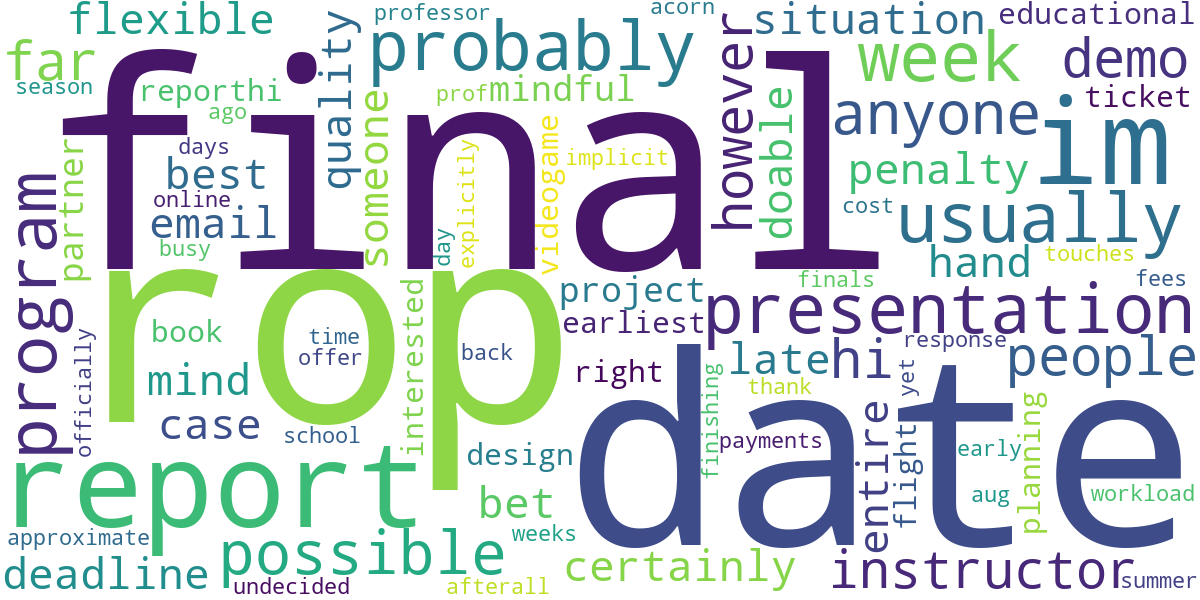 flexible
professor
acorn
situation
educational
far
probably
however
week
demo
season
reporthi
quality
prof
mindful
anyone
ticket
ago
someone
final
doable
im
days
partner
best
explicitly
videogame
implicit
penalty
online
email
cost
usually
program
busy
day
hand
touches
rop
interested
project
finals
fees
book
time
offer
back
earliest
presentation
officially
mind
right
late
hi
response
people
case
school
finishing
thank
date
yet
report
design
payments
entire
flight
early
planning
bet
aug
workload
approximate
possible
weeks
deadline
undecided
afterall
certainly
instructor
summer